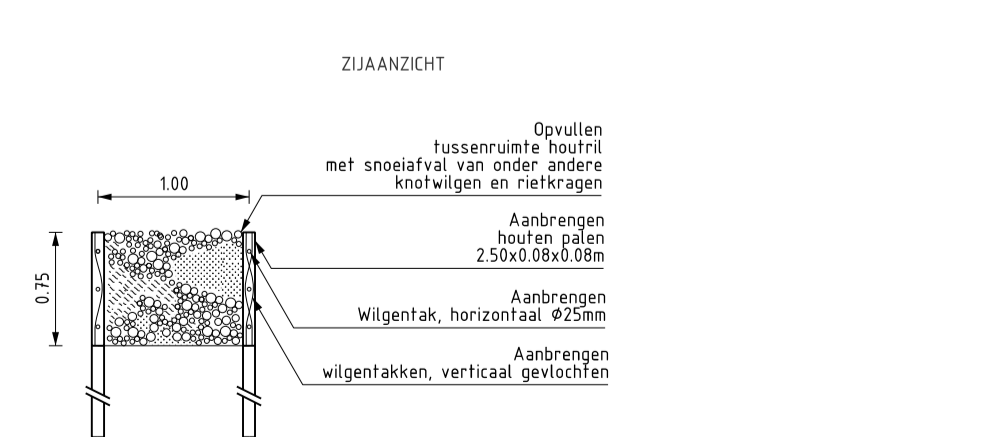 ZIJAANZICHT
Opvullen
tussenruimte houtril
met snoeiafval van onder andere
knotwilgen en rietkragen
1.00
Aanbrengen
houten palen
2.50x0.08x0.08m
0.75
Aanbrengen
Wilgentak, horizontaal Ø25mm
Aanbrengen
wilgentakken, verticaal gevlochten